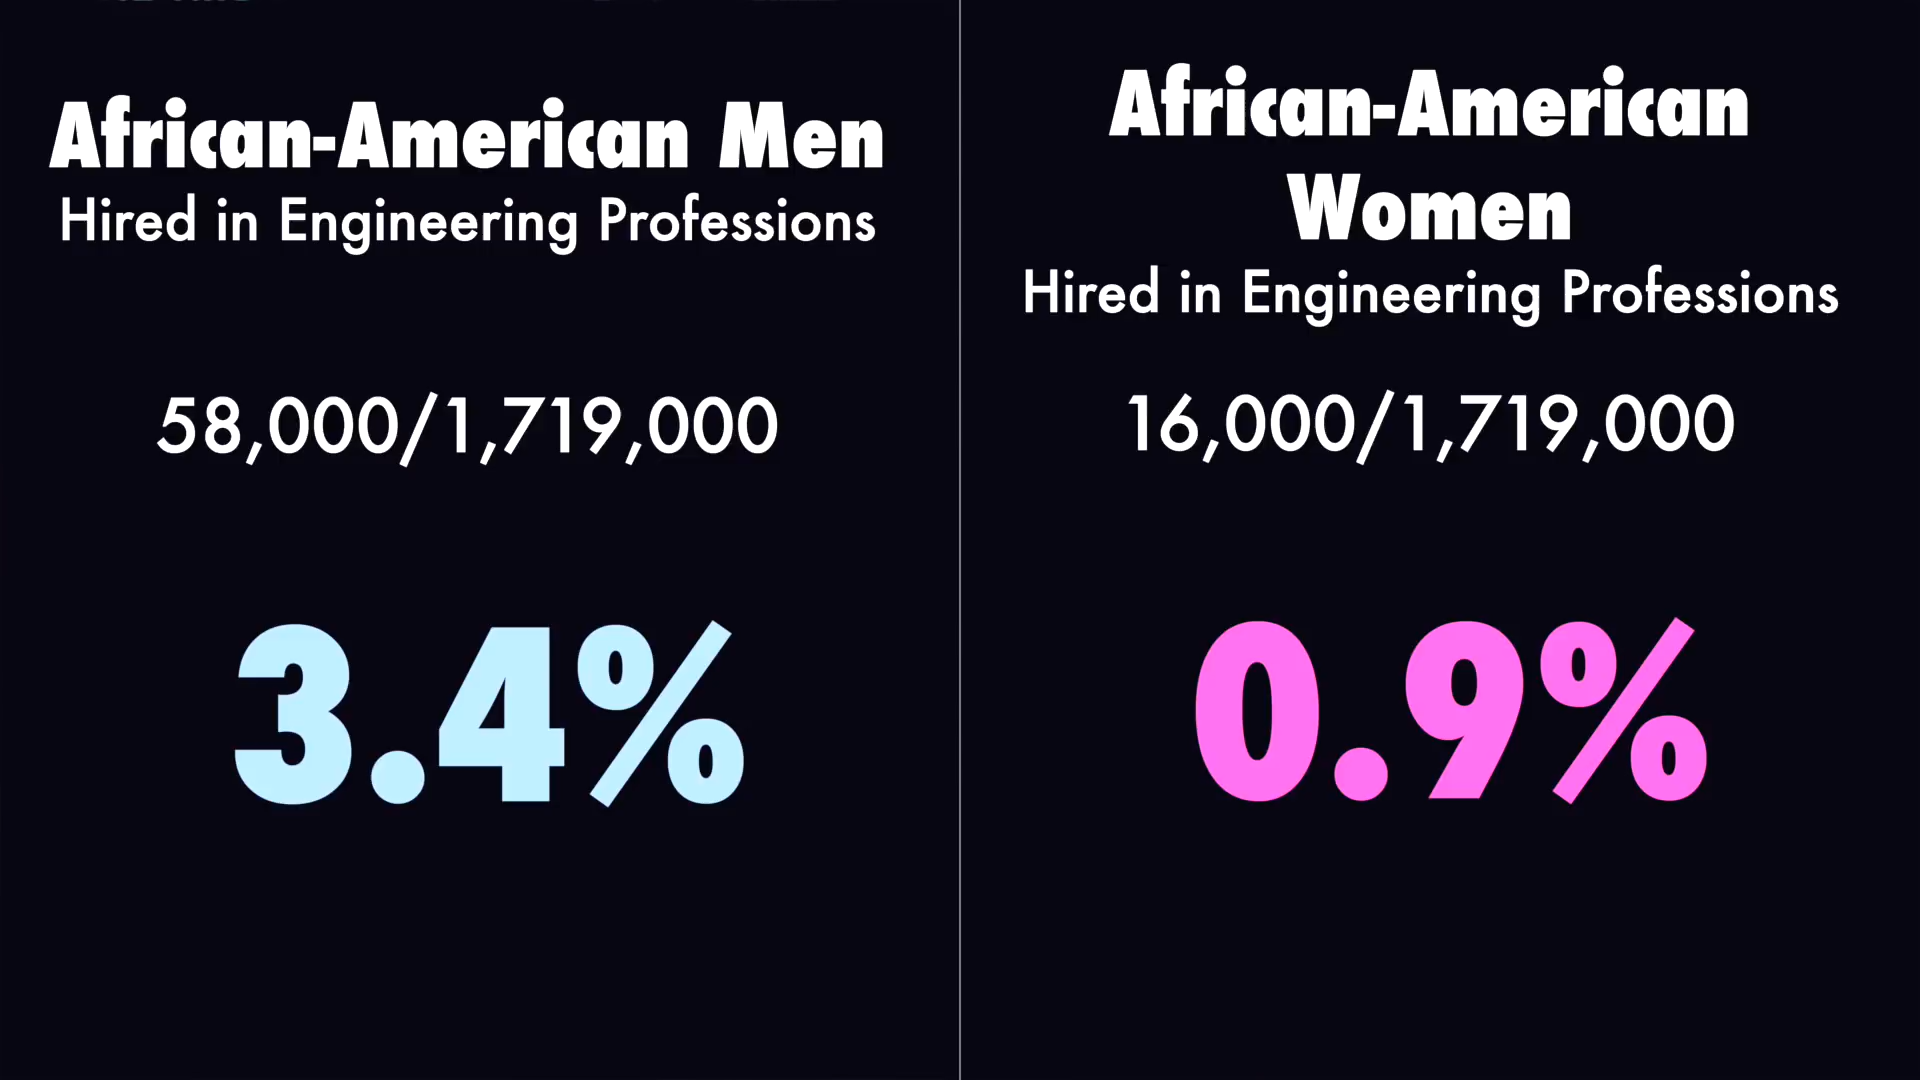 African-American Men
Hired in Engineering Professions
58,000/1,719,000
3.4%
African-American
Women
Hired in Engineering Professions
16,000/1,719,000
0.9%